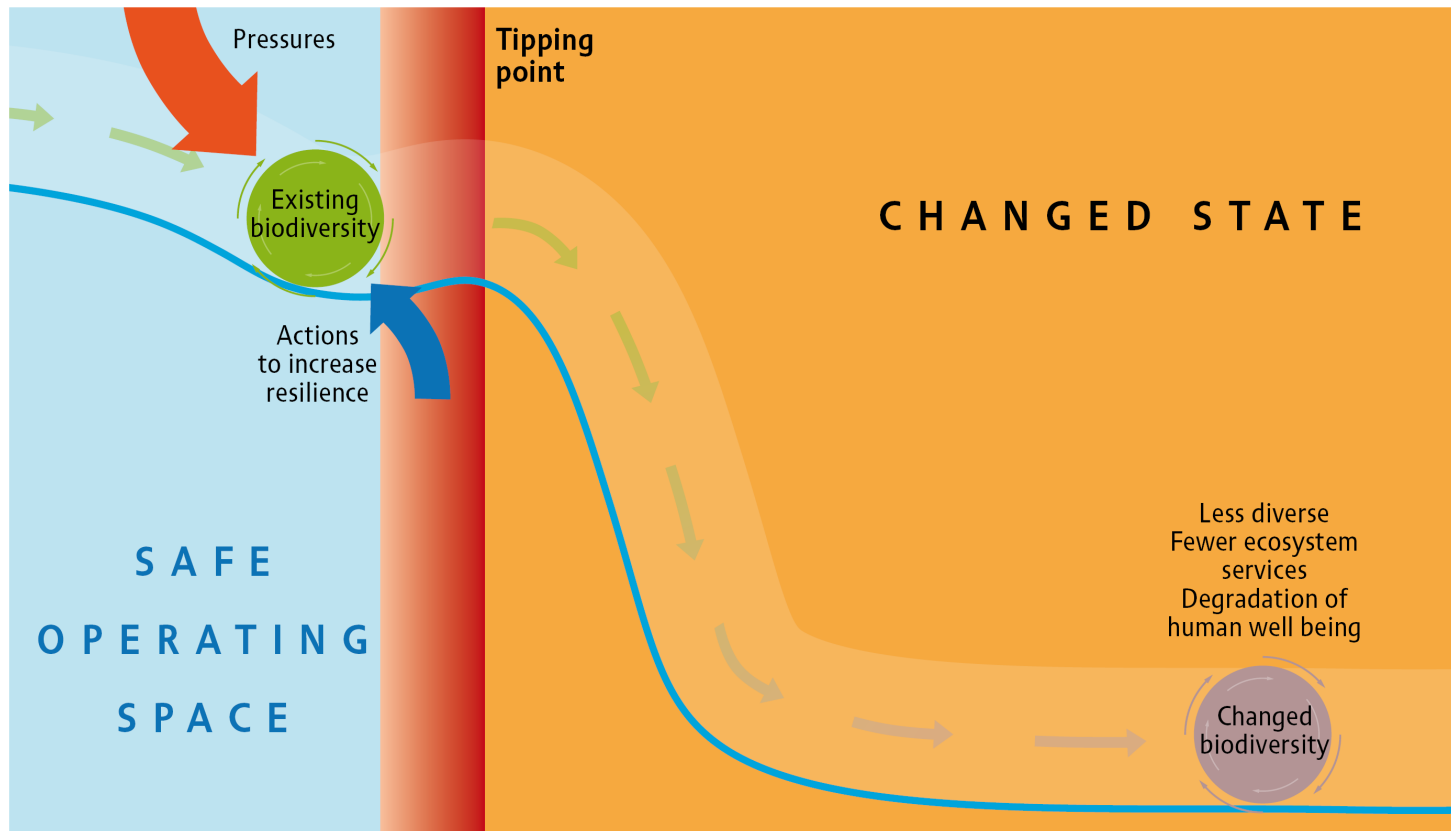 Pressures
Tipping
point
Existing
biodiversity
CHANGED STATE
Actions
to increase
resilience
SAFE
OPERATING
SPACE
Less diverse
Fewer ecosystem
services
Degradation of
human well being
Changed
biodiversity